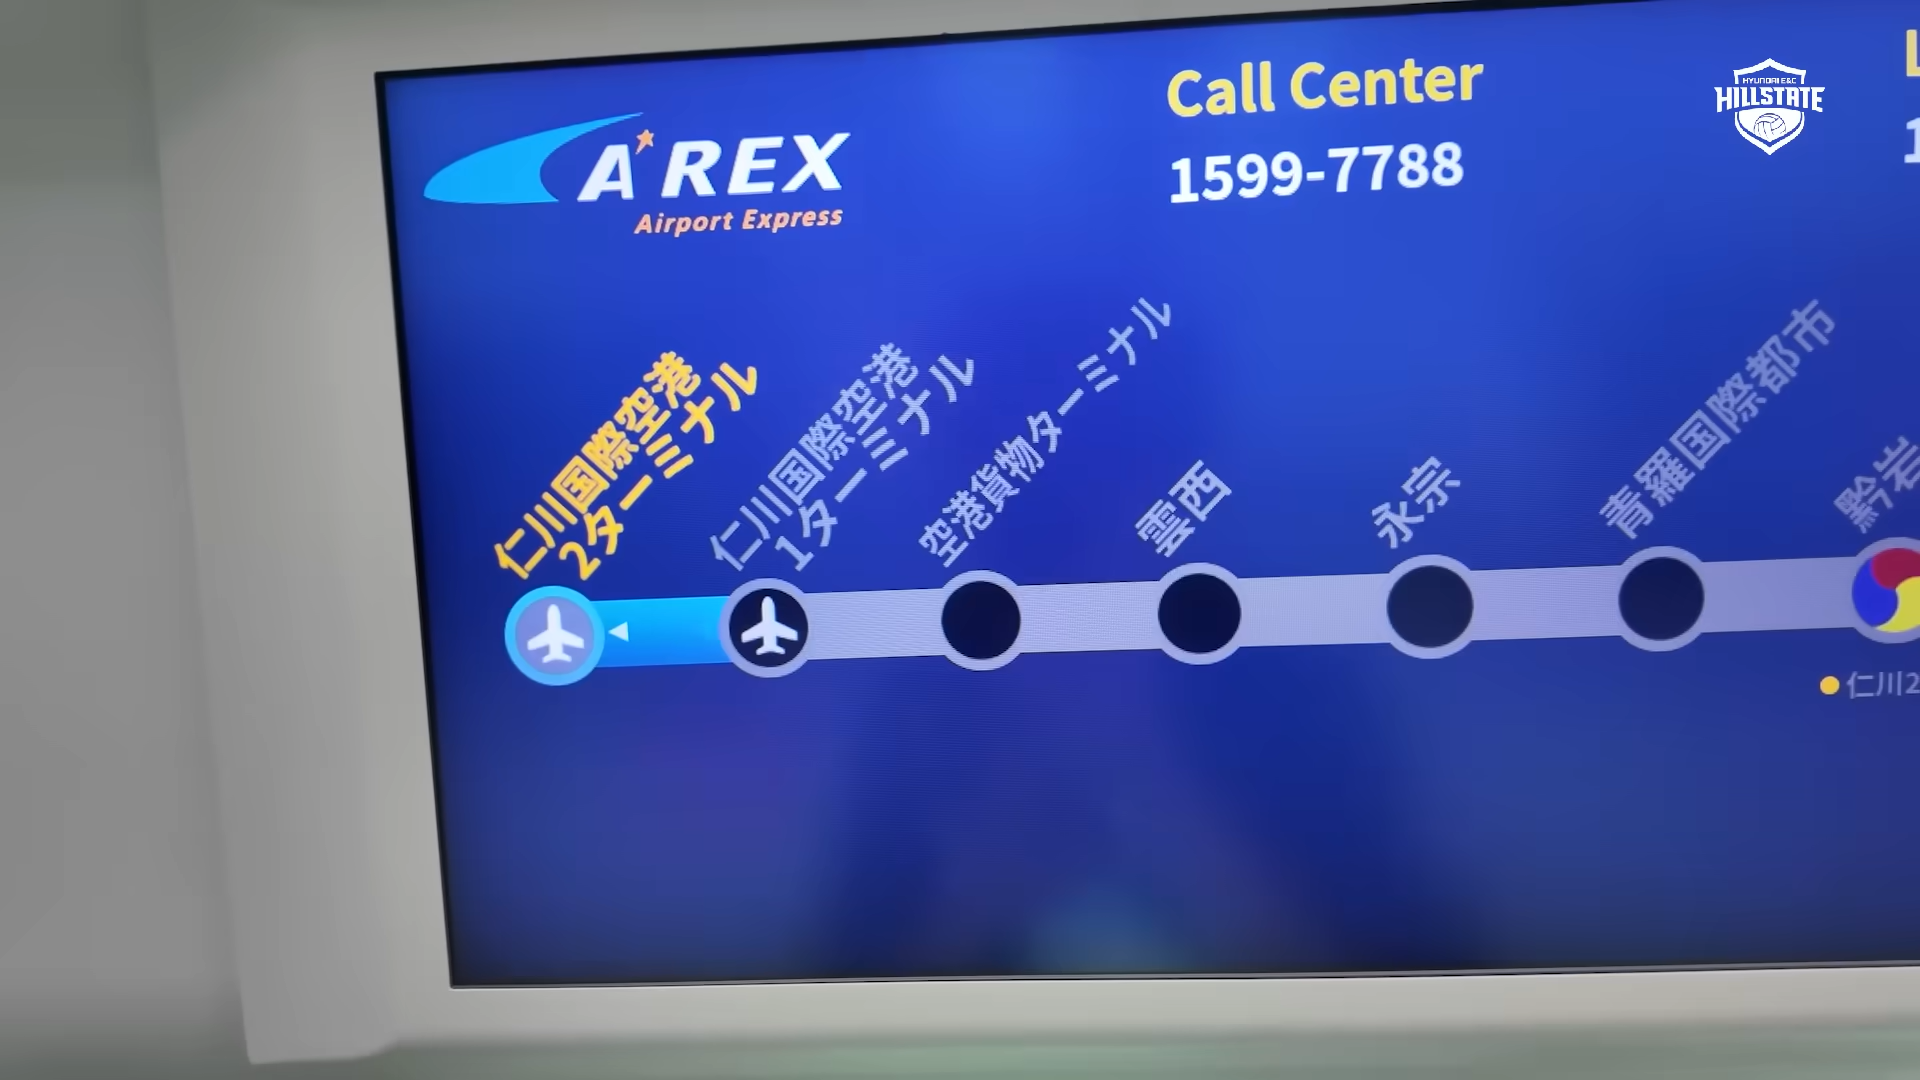 A'REX
Airport Express
Call Center
1599-7788
HYUNDAI E&C
HILLSTATE
仁川国際空港
2ターミナル
仁川国際空港
1ターミナル
空港貨物ターミナル
雲西
永宗
青羅国際都市
黔岩
仁川2